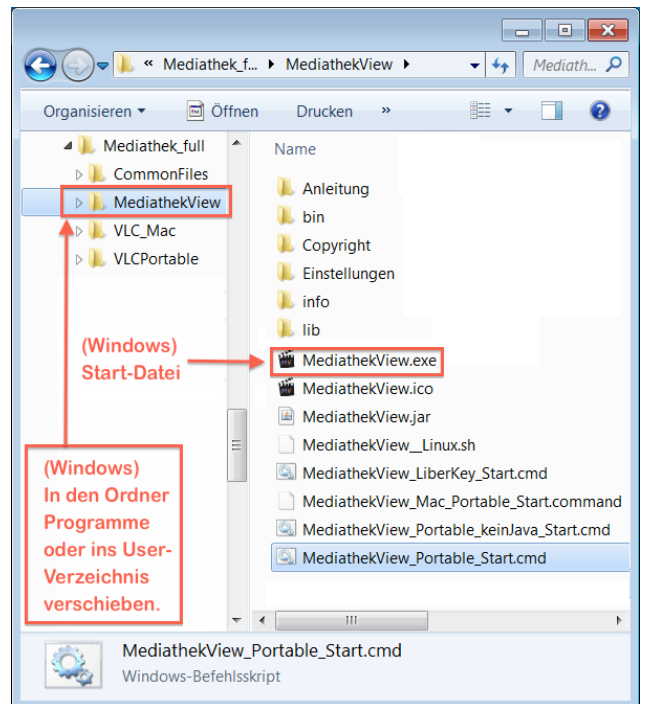 « Mediathek_f... MediathekView
Mediath...
Organisieren Öffnen Drucken »
Mediathek_full
CommonFiles
MediathekView
VLC_Mac
VLCPortable
(Windows)
Start-Datei
(Windows)
In den Ordner
Programme
oder ins User-
Verzeichnis
verschieben.
Name
Anleitung
bin
Copyright
Einstellungen
info
lib
MediathekView.exe
MediathekView.ico
MediathekView.jar
MediathekView__Linux.sh
MediathekView_LiberKey_Start.cmd
MediathekView_Mac_Portable_Start.command
MediathekView_Portable_keinJava_Start.cmd
MediathekView_Portable_Start.cmd
MediathekView_Portable_Start.cmd
Windows-Befehlsskript